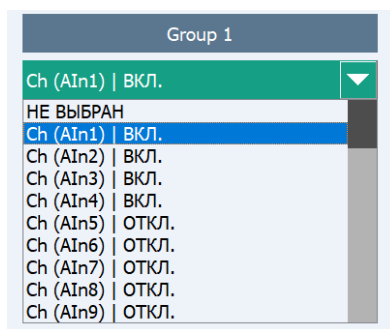 Group 1
Ch (AIn1) | ВКЛ.
НЕ ВЫБРАН
Ch (AIn1) | ВКЛ.
Ch (AIn2) | ВКЛ.
Ch (AIn3) | ВКЛ.
Ch (AIn4) | ВКЛ.
Ch (AIn5) | ОТКЛ.
Ch (AIn6) | ОТКЛ.
Ch (AIn7) | ОТКЛ.
Ch (AIn8) | ОТКЛ.
Ch (AIn9) | ОТКЛ.